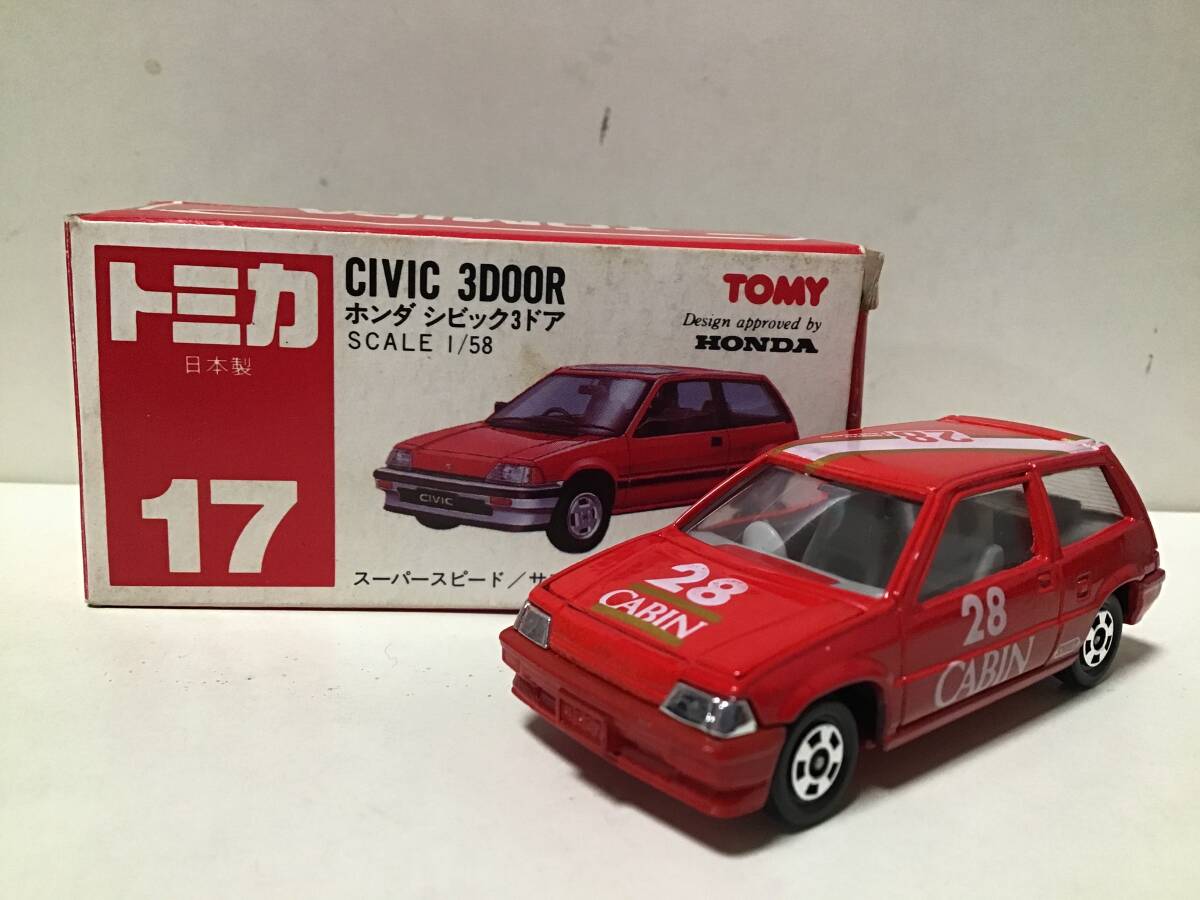 トミカ
日本製
17
CIVIC 3DOOR
ホンダ シビック3ドア
SCALE 1/58
TOMY
Design approved by
HONDA
CIVIC
スーパースピード/サ
28
CABIN
28
CABIN
28